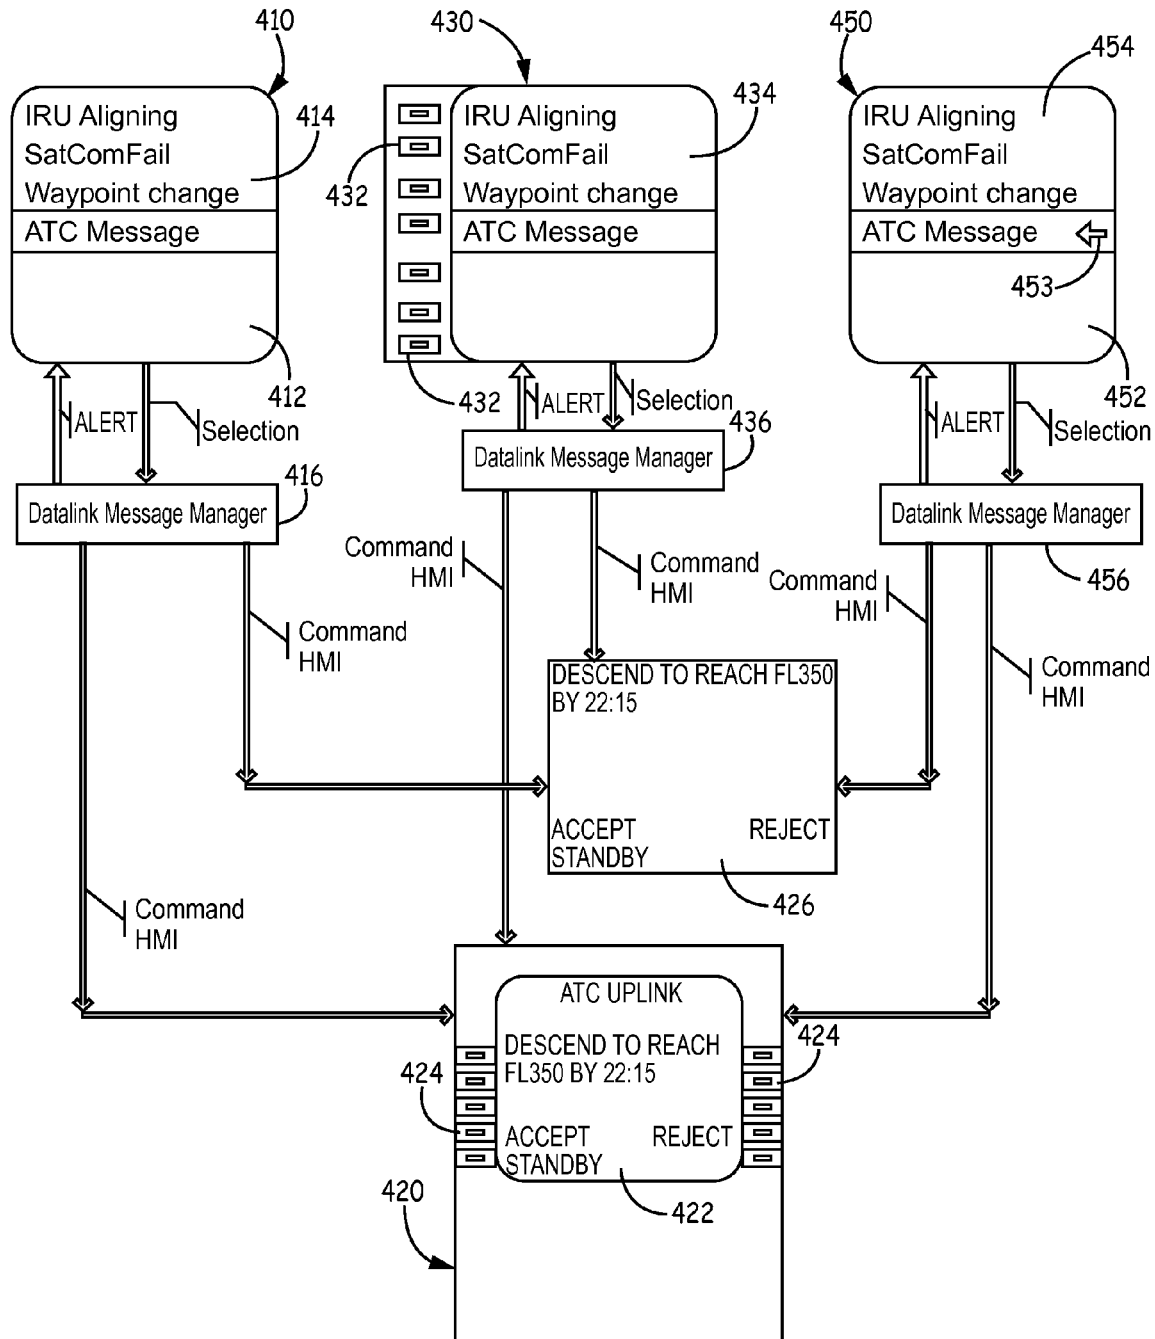 410
430
450
454
IRU Aligning
SatComFail
Waypoint change
ATC Message
414
412
432
IRU Aligning
SatComFail
Waypoint change
ATC Message
434
432
IRU Aligning
SatComFail
Waypoint change
ATC Message
453
452
ALERT
Selection
ALERT
Selection
436
ALERT
Selection
Datalink Message Manager
416
Datalink Message Manager
Datalink Message Manager
456
Command
HMI
Command
HMI
Command
HMI
Command
HMI
Command
HMI
Command
HMI
DESCEND TO REACH FL350
BY 22:15
ACCEPT
REJECT
STANDBY
426
ATC UPLINK
DESCEND TO REACH
FL350 BY 22:15
424
424
ACCEPT
REJECT
STANDBY
422
420